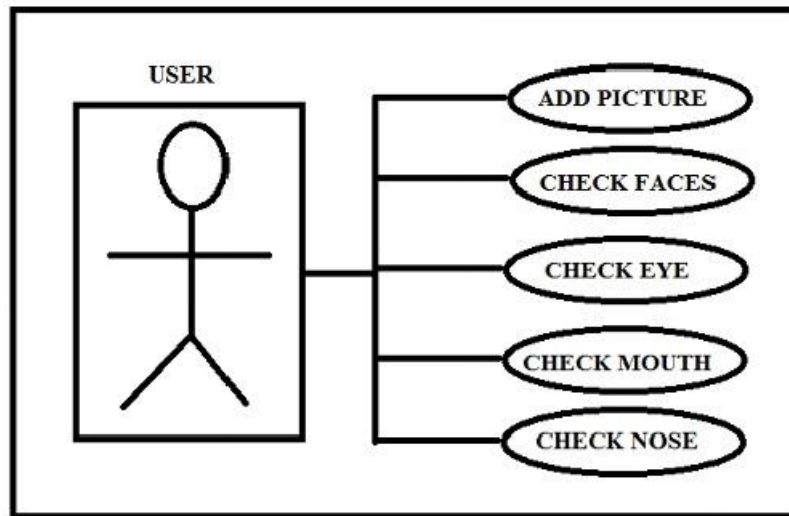 USER
ADD PICTURE
CHECK FACES
CHECK EYE
CHECK MOUTH
CHECK NOSE